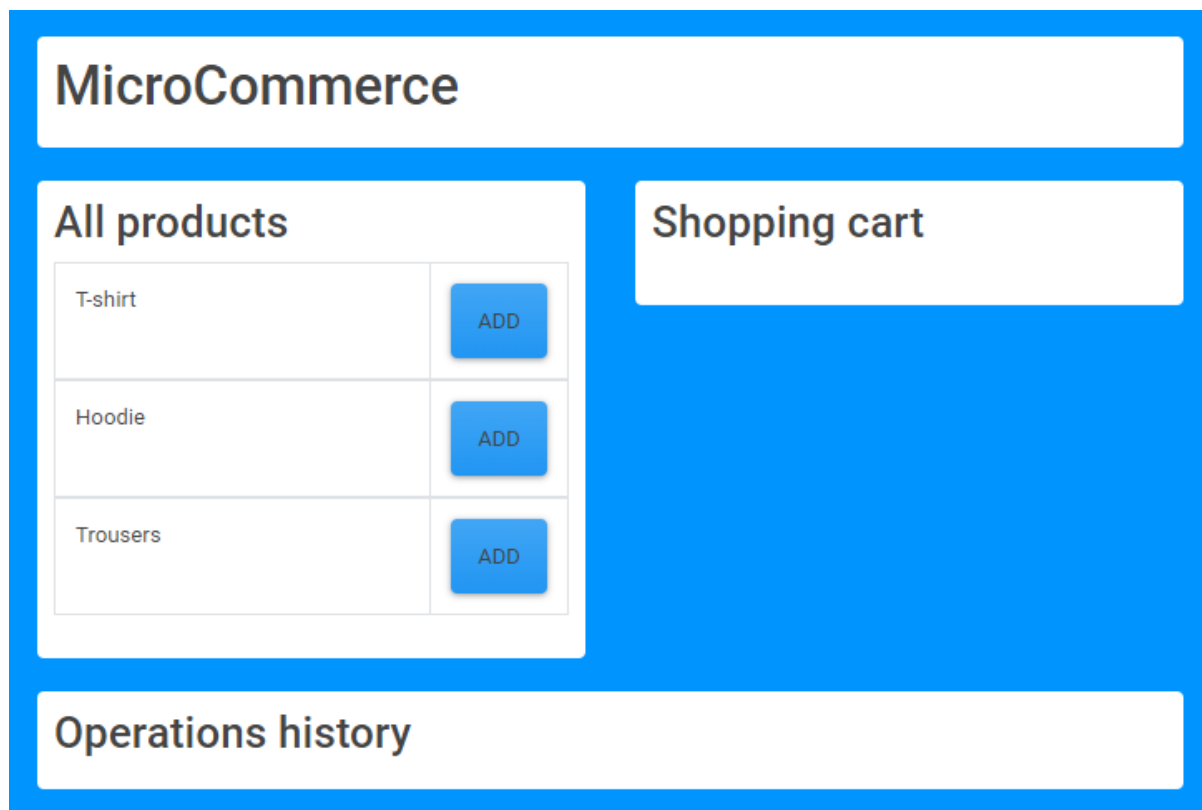 MicroCommerce
All products
T-shirt
ADD
Hoodie
ADD
Trousers
ADD
Shopping cart
Operations history